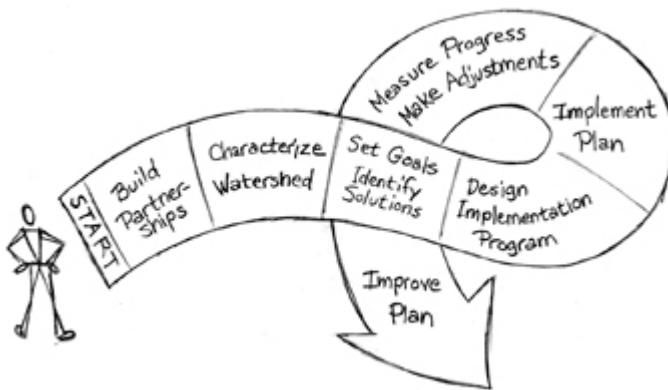 START
Build
Partner-
ships
Characterize
Watershed
Set Goals
Identify
Solutions
Design
Implementation
Program
Implement
Plan
Measure Progress
Make Adjustments
Improve
Plan